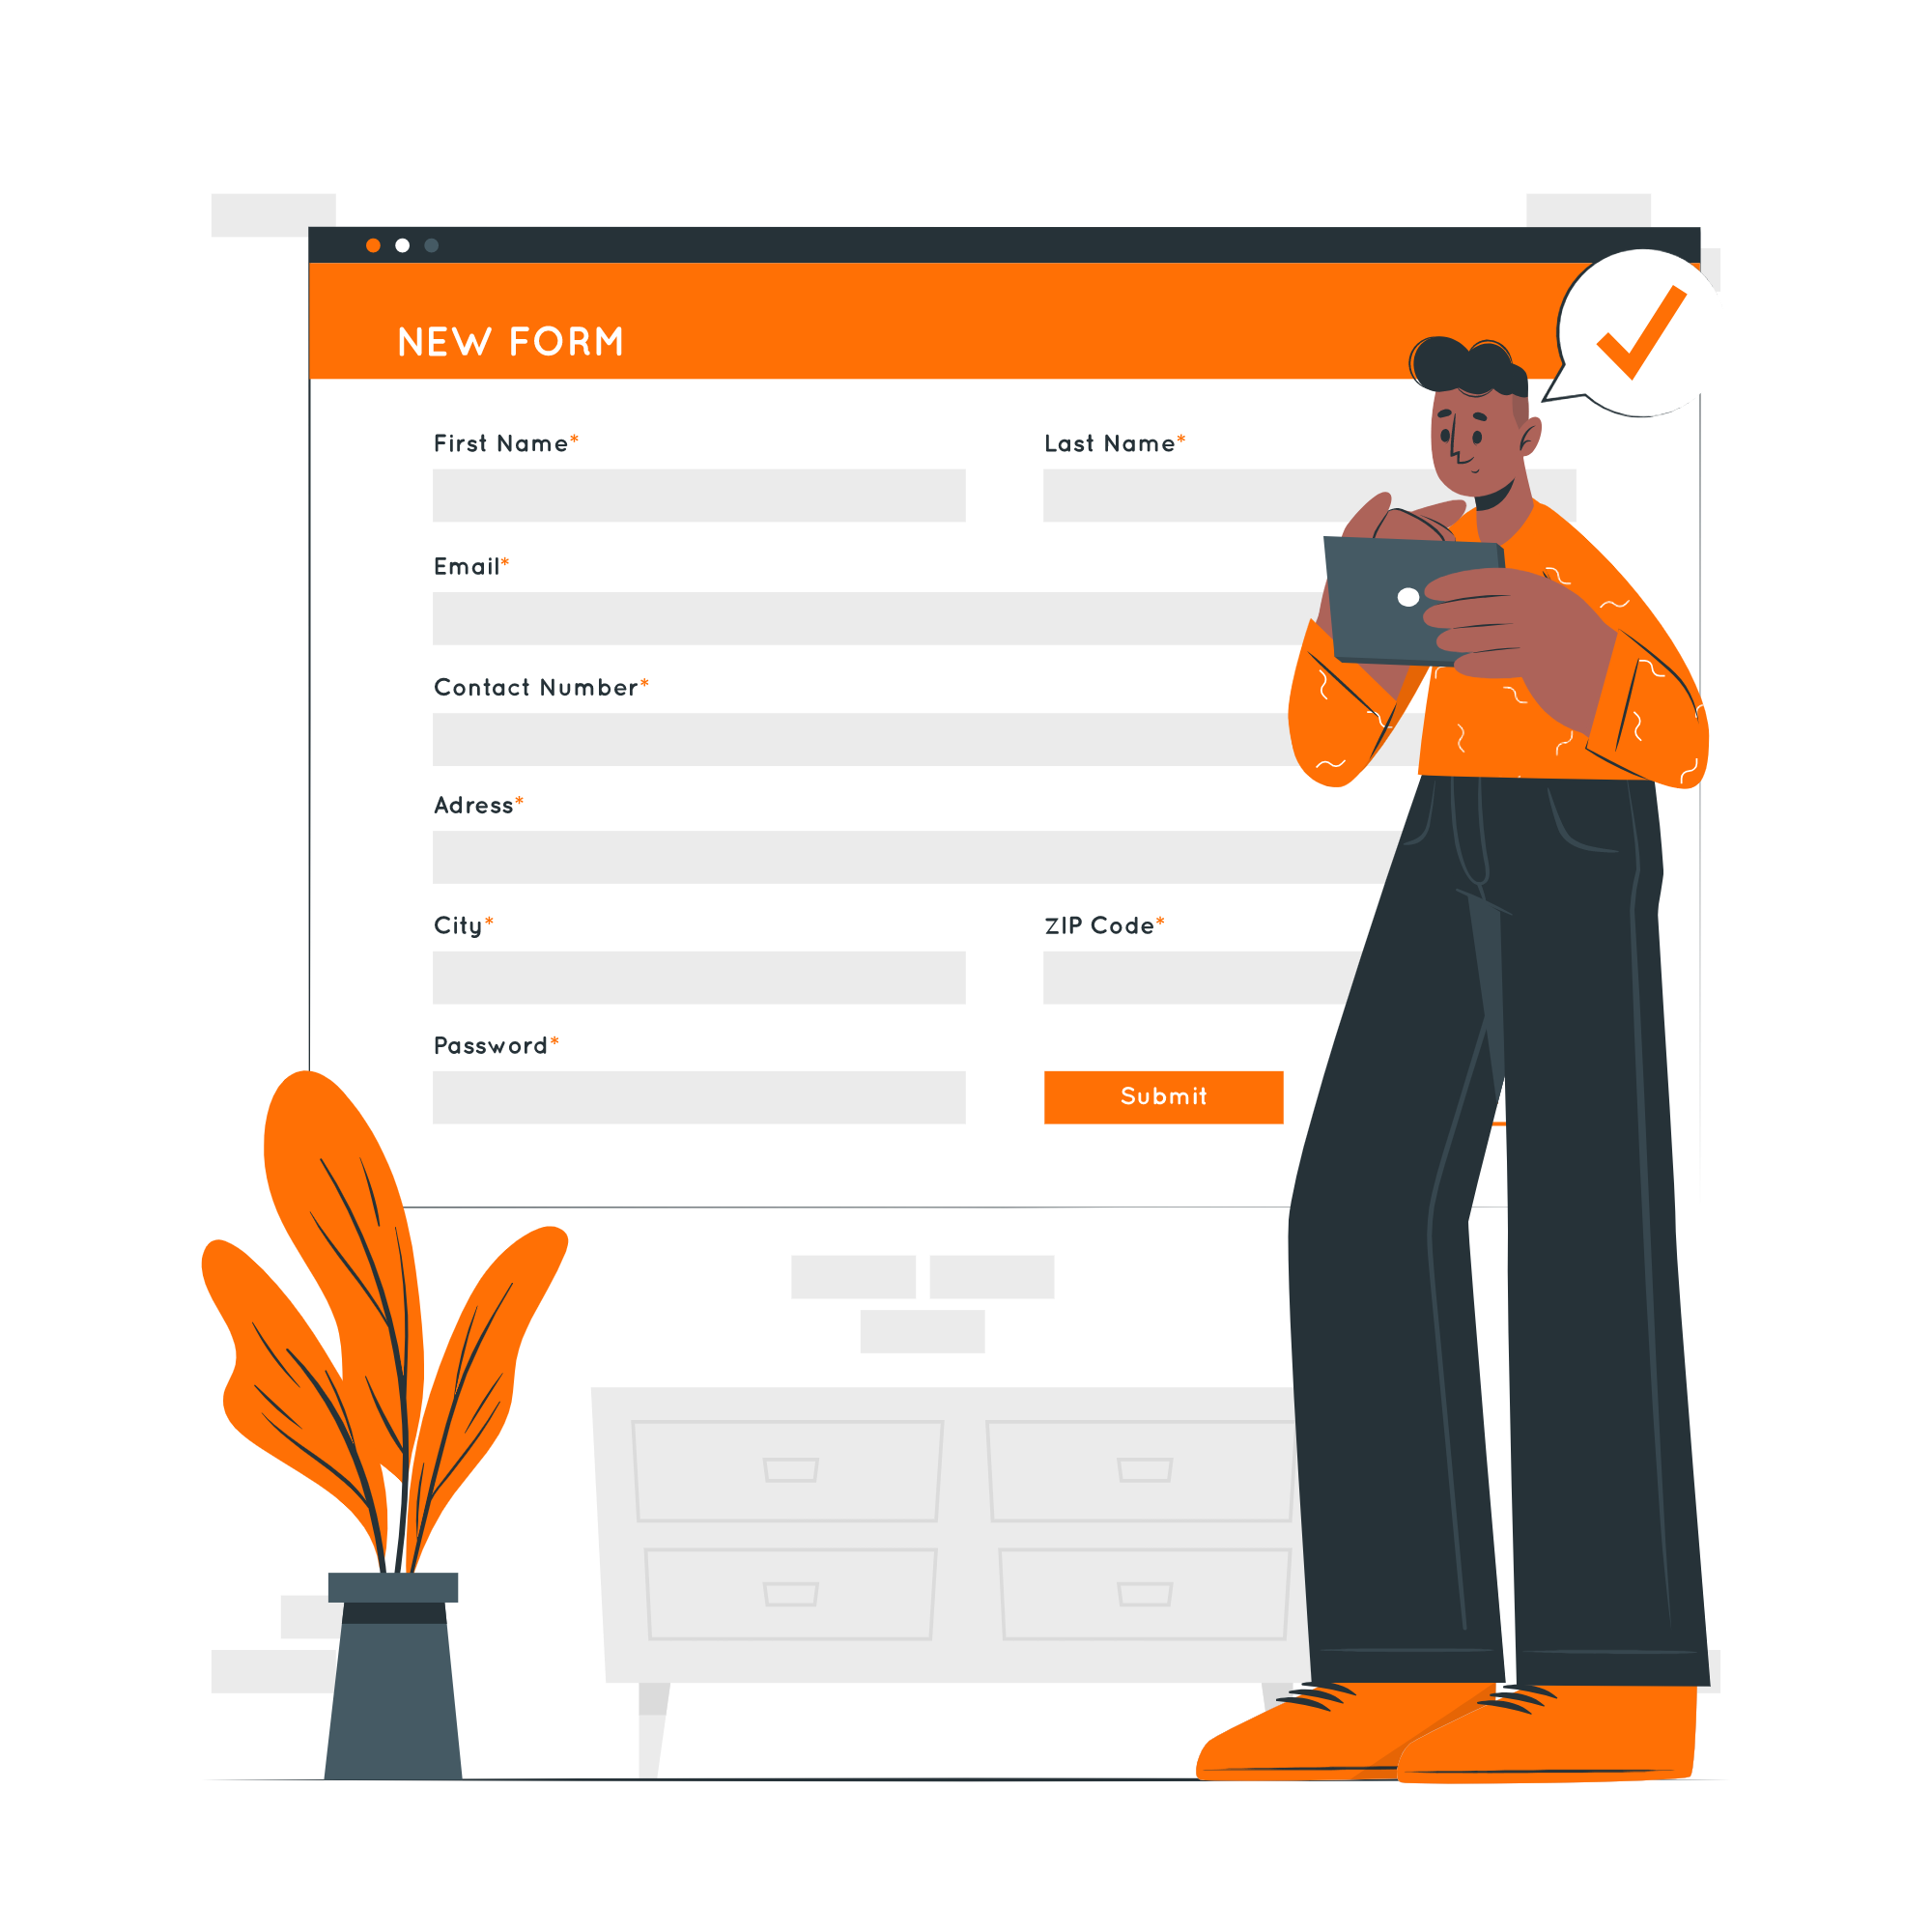 NEW FORM
First Name*
Last Name*
Email*
Contact Number*
Adress*
City*
ZIP Code*
Password*
Submit